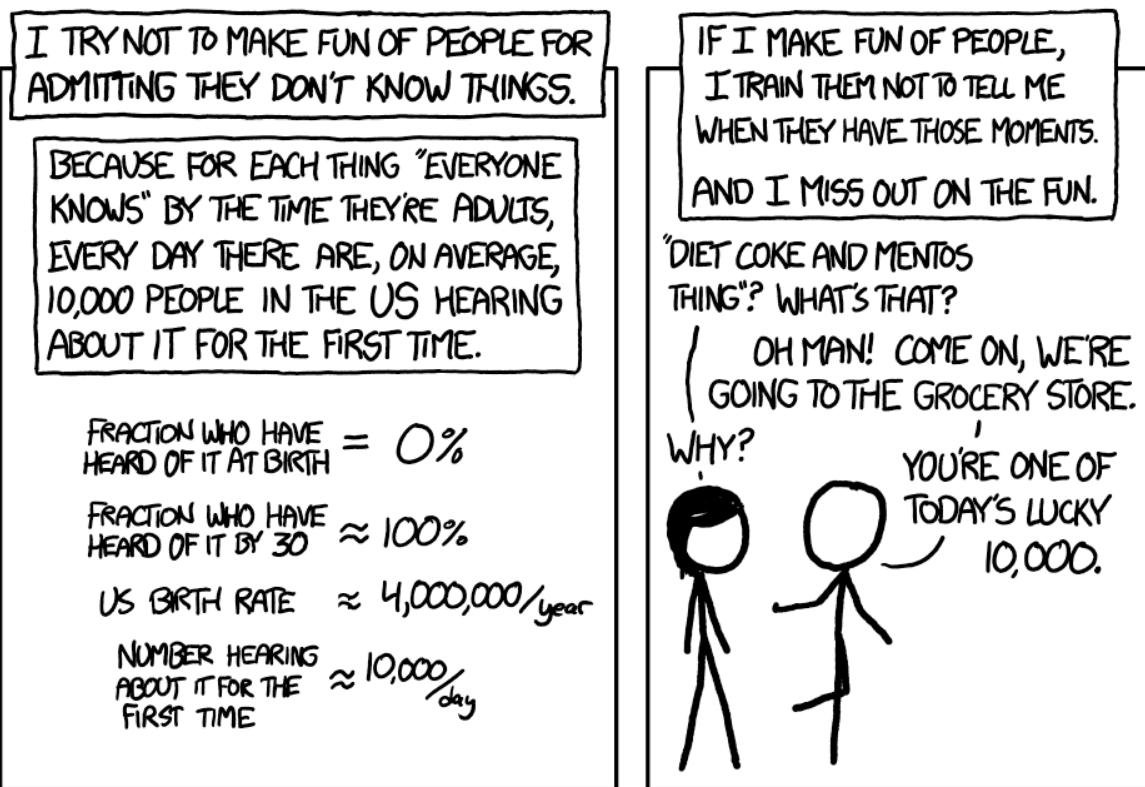 I TRY NOT TO MAKE FUN OF PEOPLE FOR
ADMITTING THEY DON'T KNOW THINGS.
BECAUSE FOR EACH THING "EVERYONE
KNOWS" BY THE TIME THEY'RE ADULTS,
EVERY DAY THERE ARE, ON AVERAGE,
10,000 PEOPLE IN THE US HEARING
ABOUT IT FOR THE FIRST TIME.
FRACTION WHO HAVE
HEARD OF IT AT BIRTH = 0%
FRACTION WHO HAVE
HEARD OF IT BY 30 ≈ 100%
US BIRTH RATE ≈ 4,000,000/year
NUMBER HEARING
ABOUT IT FOR THE ≈ 10,000/day
FIRST TIME
IF I MAKE FUN OF PEOPLE,
I TRAIN THEM NOT TO TELL ME
WHEN THEY HAVE THOSE MOMENTS.
AND I MISS OUT ON THE FUN.
"DIET COKE AND MENTOS
THING"? WHAT'S THAT?
OH MAN! COME ON, WE'RE
GOING TO THE GROCERY STORE.
WHY?
YOU'RE ONE OF
TODAY'S LUCKY
10,000.